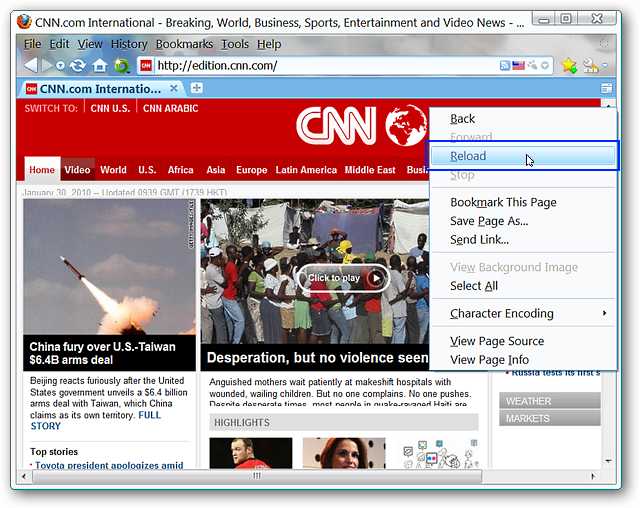 CNN.com International - Breaking, World, Business, Sports, Entertainment and Video News - ...
File Edit View History Bookmarks Tools Help
CNN http://edition.cnn.com/
CNN CNN.com Internatio...
SWITCH TO: CNN U.S. CNN ARABIC
CNN
Home Video World U.S. Africa Asia Europe Latin America Middle East Busi
January 30, 2010 -- Updated 0939 GMT (1739 HKT)
Click to play
China fury over U.S.-Taiwan
$6.4B arms deal
Beijing reacts furiously after the United
States government unveils a $6.4 billion
arms deal with Taiwan, which China
claims as its own territory. FULL
STORY
Top stories
Toyota president apologizes amid
Desperation, but no violence seen
Anguished mothers wait patiently at makeshift hospitals with
wounded, wailing children. But no one complains. No one pushes.
Despite desperate times, most people in quake-ravaged Haiti are
HIGHLIGHTS
Back
Forward
Reload
Stop
Bookmark This Page
Save Page As...
Send Link...
View Background Image
Select All
Character Encoding
View Page Source
View Page Info
Russia tests its first s
WEATHER
MARKETS